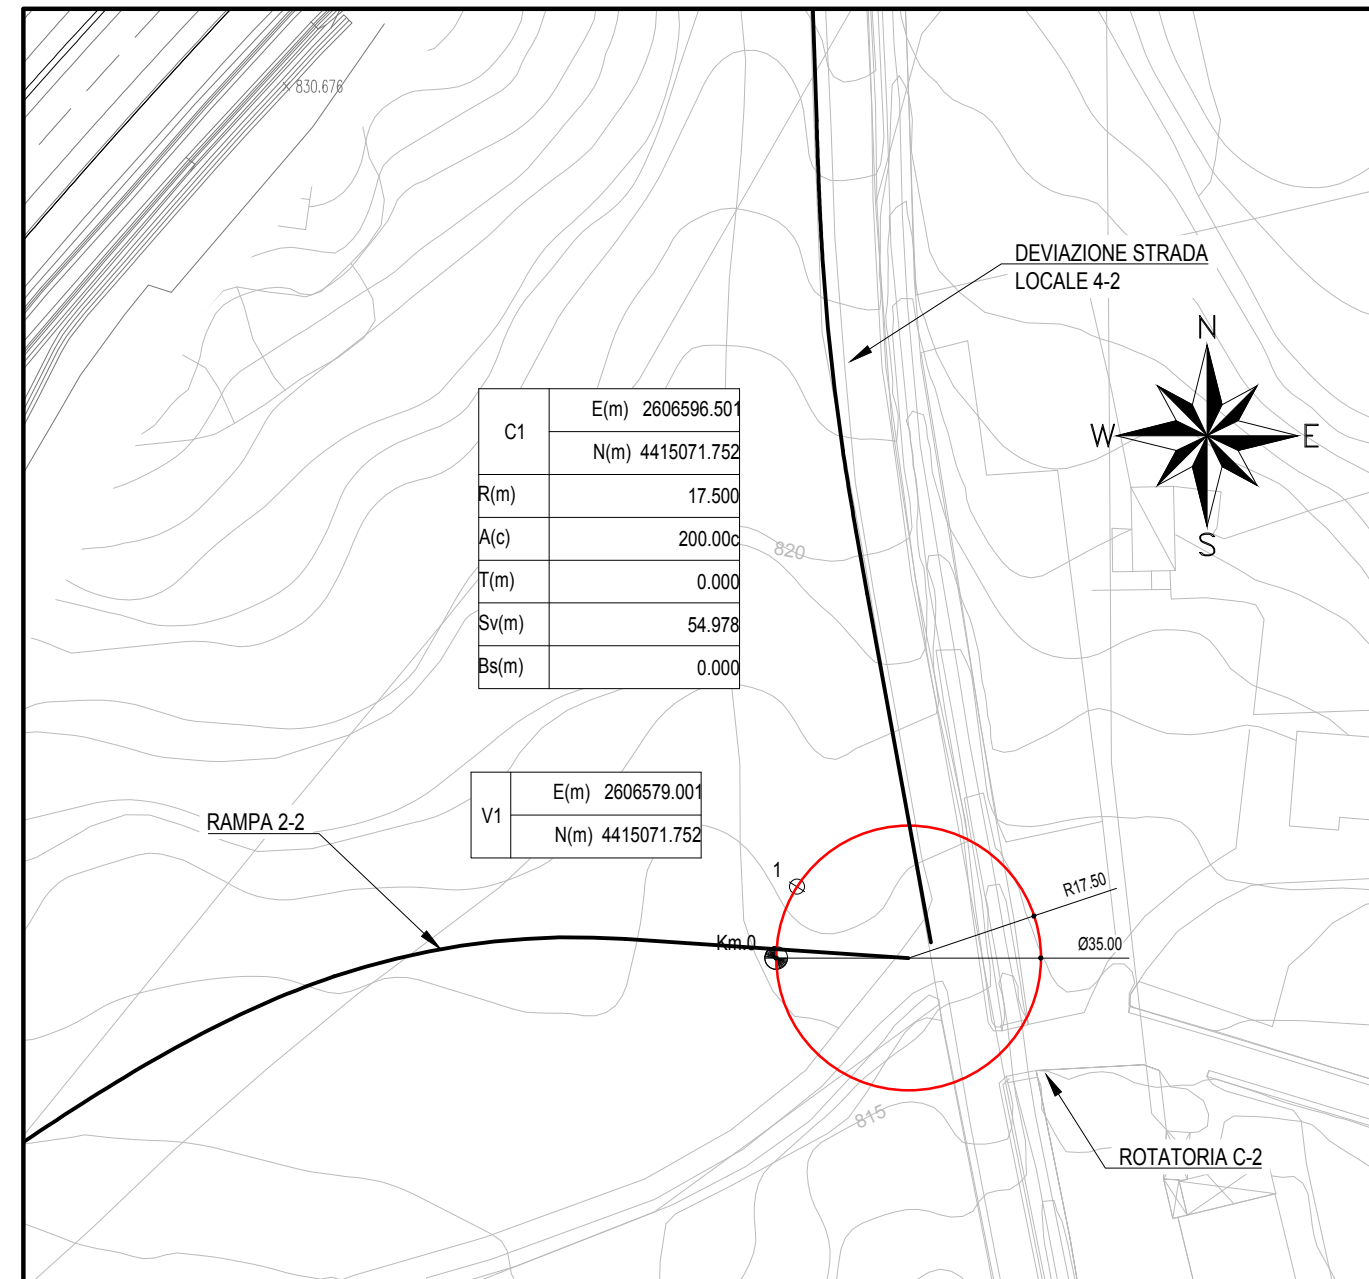 830.676
DEVIAZIONE STRADA
LOCALE 4-2
N
W E
S
C1
E(m) 2606596.501
N(m) 4415071.752
R(m) 17.500
A(c) 200.00c
T(m) 0.000
Sv(m) 54.978
Bs(m) 0.000
820
V1
E(m) 2606579.001
N(m) 4415071.752
RAMPA 2-2
1
R17.50
Km.0
Ø35.00
815
ROTATORIA C-2